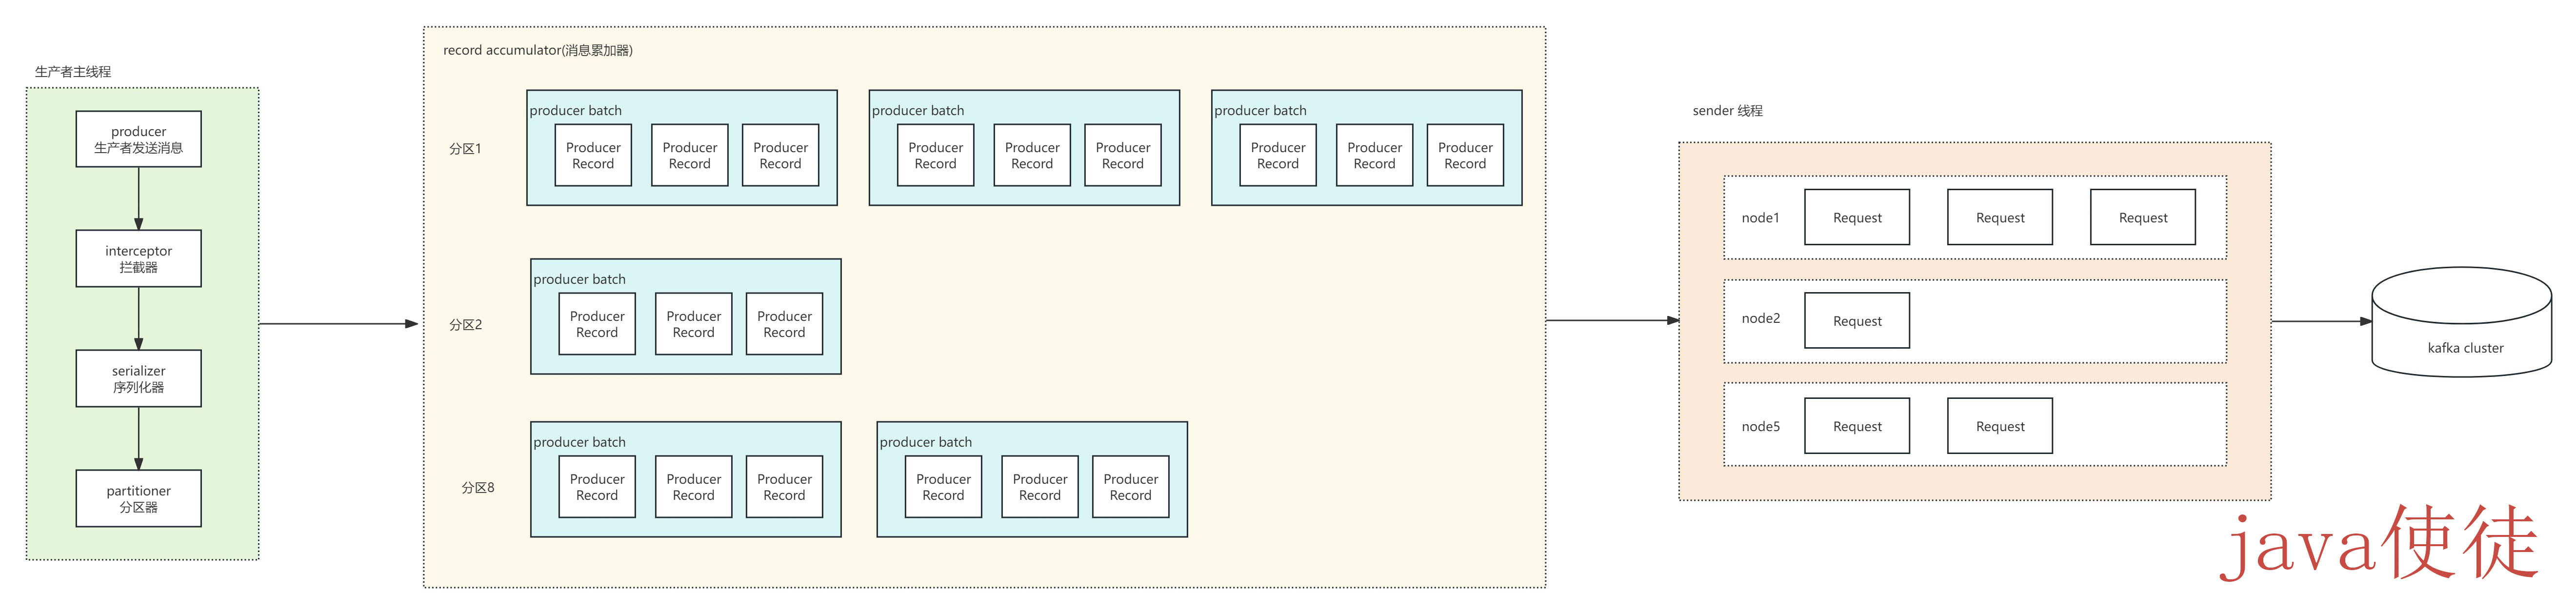 生产者主线程
producer
生产者发送消息
interceptor
拦截器
serializer
序列化器
partitioner
分区器
record accumulator(消息累加器)
分区1
producer batch
Producer
Record
Producer
Record
Producer
Record
producer batch
Producer
Record
Producer
Record
Producer
Record
producer batch
Producer
Record
Producer
Record
Producer
Record
分区2
producer batch
Producer
Record
Producer
Record
Producer
Record
分区8
producer batch
Producer
Record
Producer
Record
Producer
Record
producer batch
Producer
Record
Producer
Record
Producer
Record
sender 线程
node1
Request
Request
Request
node2
Request
node5
Request
Request
kafka cluster
java使徒